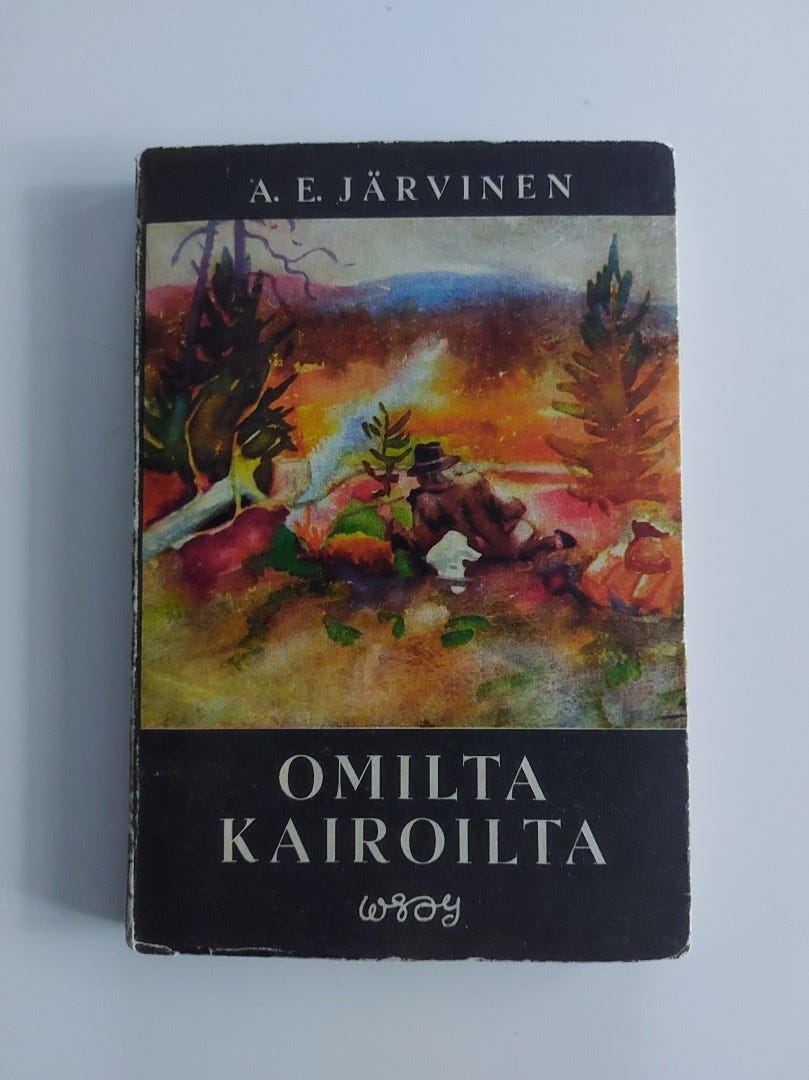 A. E. JÄRVINEN
OMILTA
KAIROILTA
WSOY